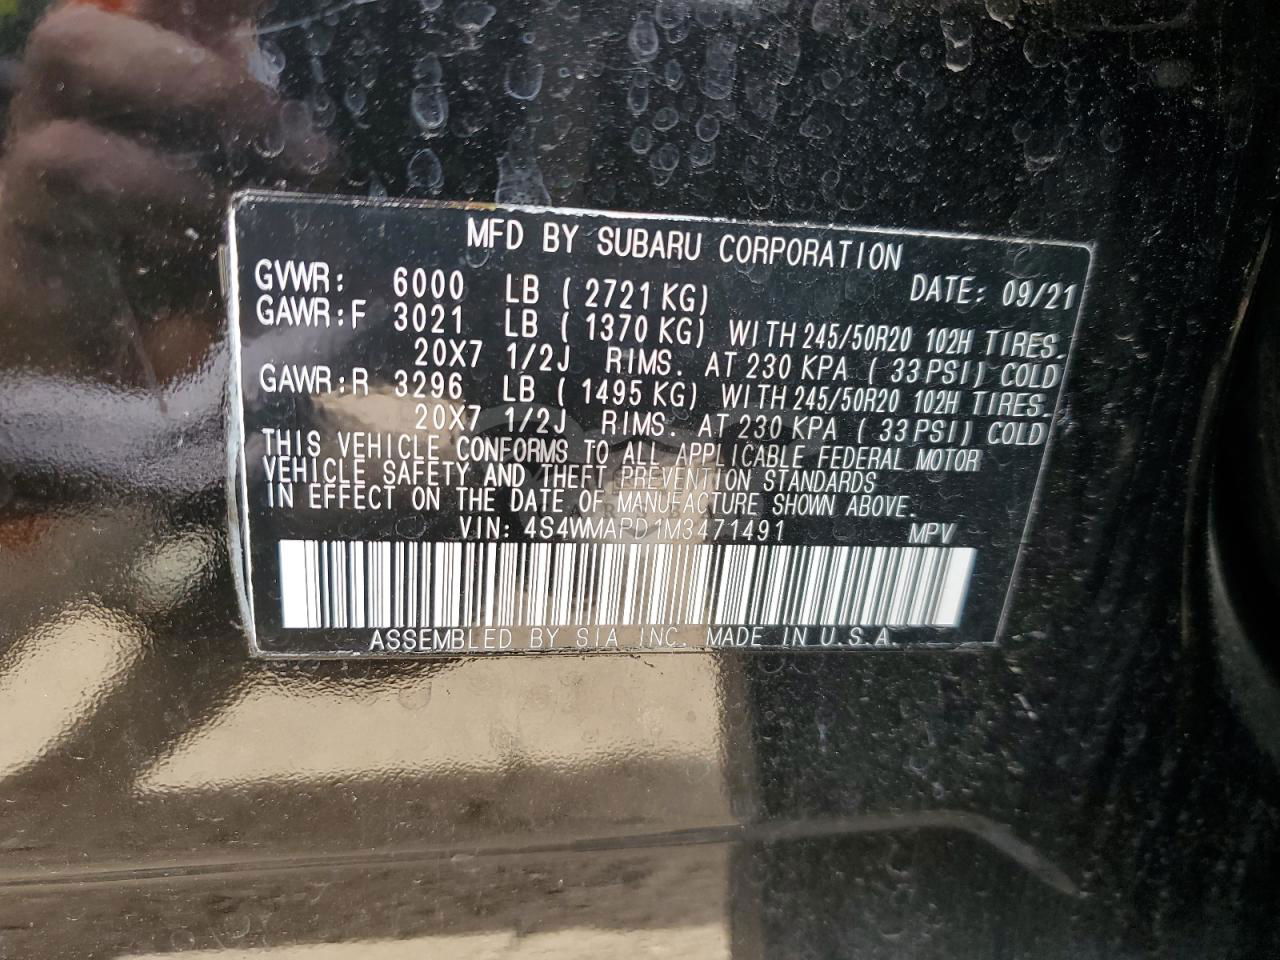 MFD BY SUBARU CORPORATION
GVWR: 6000 LB ( 2721 KG) DATE: 09/21
GAWR:F 3021 LB ( 1370 KG) WITH 245/50R20 102H TIRES.
20X7 1/2J RIMS. AT 230 KPA ( 33 PSI) COLD
GAWR:R 3296 LB ( 1495 KG) WITH 245/50R20 102H TIRES.
20X7 1/2J RIMS. AT 230 KPA ( 33 PSI) COLD
THIS VEHICLE CONFORMS TO ALL APPLICABLE FEDERAL MOTOR
VEHICLE SAFETY AND THEFT PREVENTION STANDARDS
IN EFFECT ON THE DATE OF MANUFACTURE SHOWN ABOVE.
VIN: 4S4WMAPD1M3471491 MPV
ASSEMBLED BY SIA INC. MADE IN U.S.A.